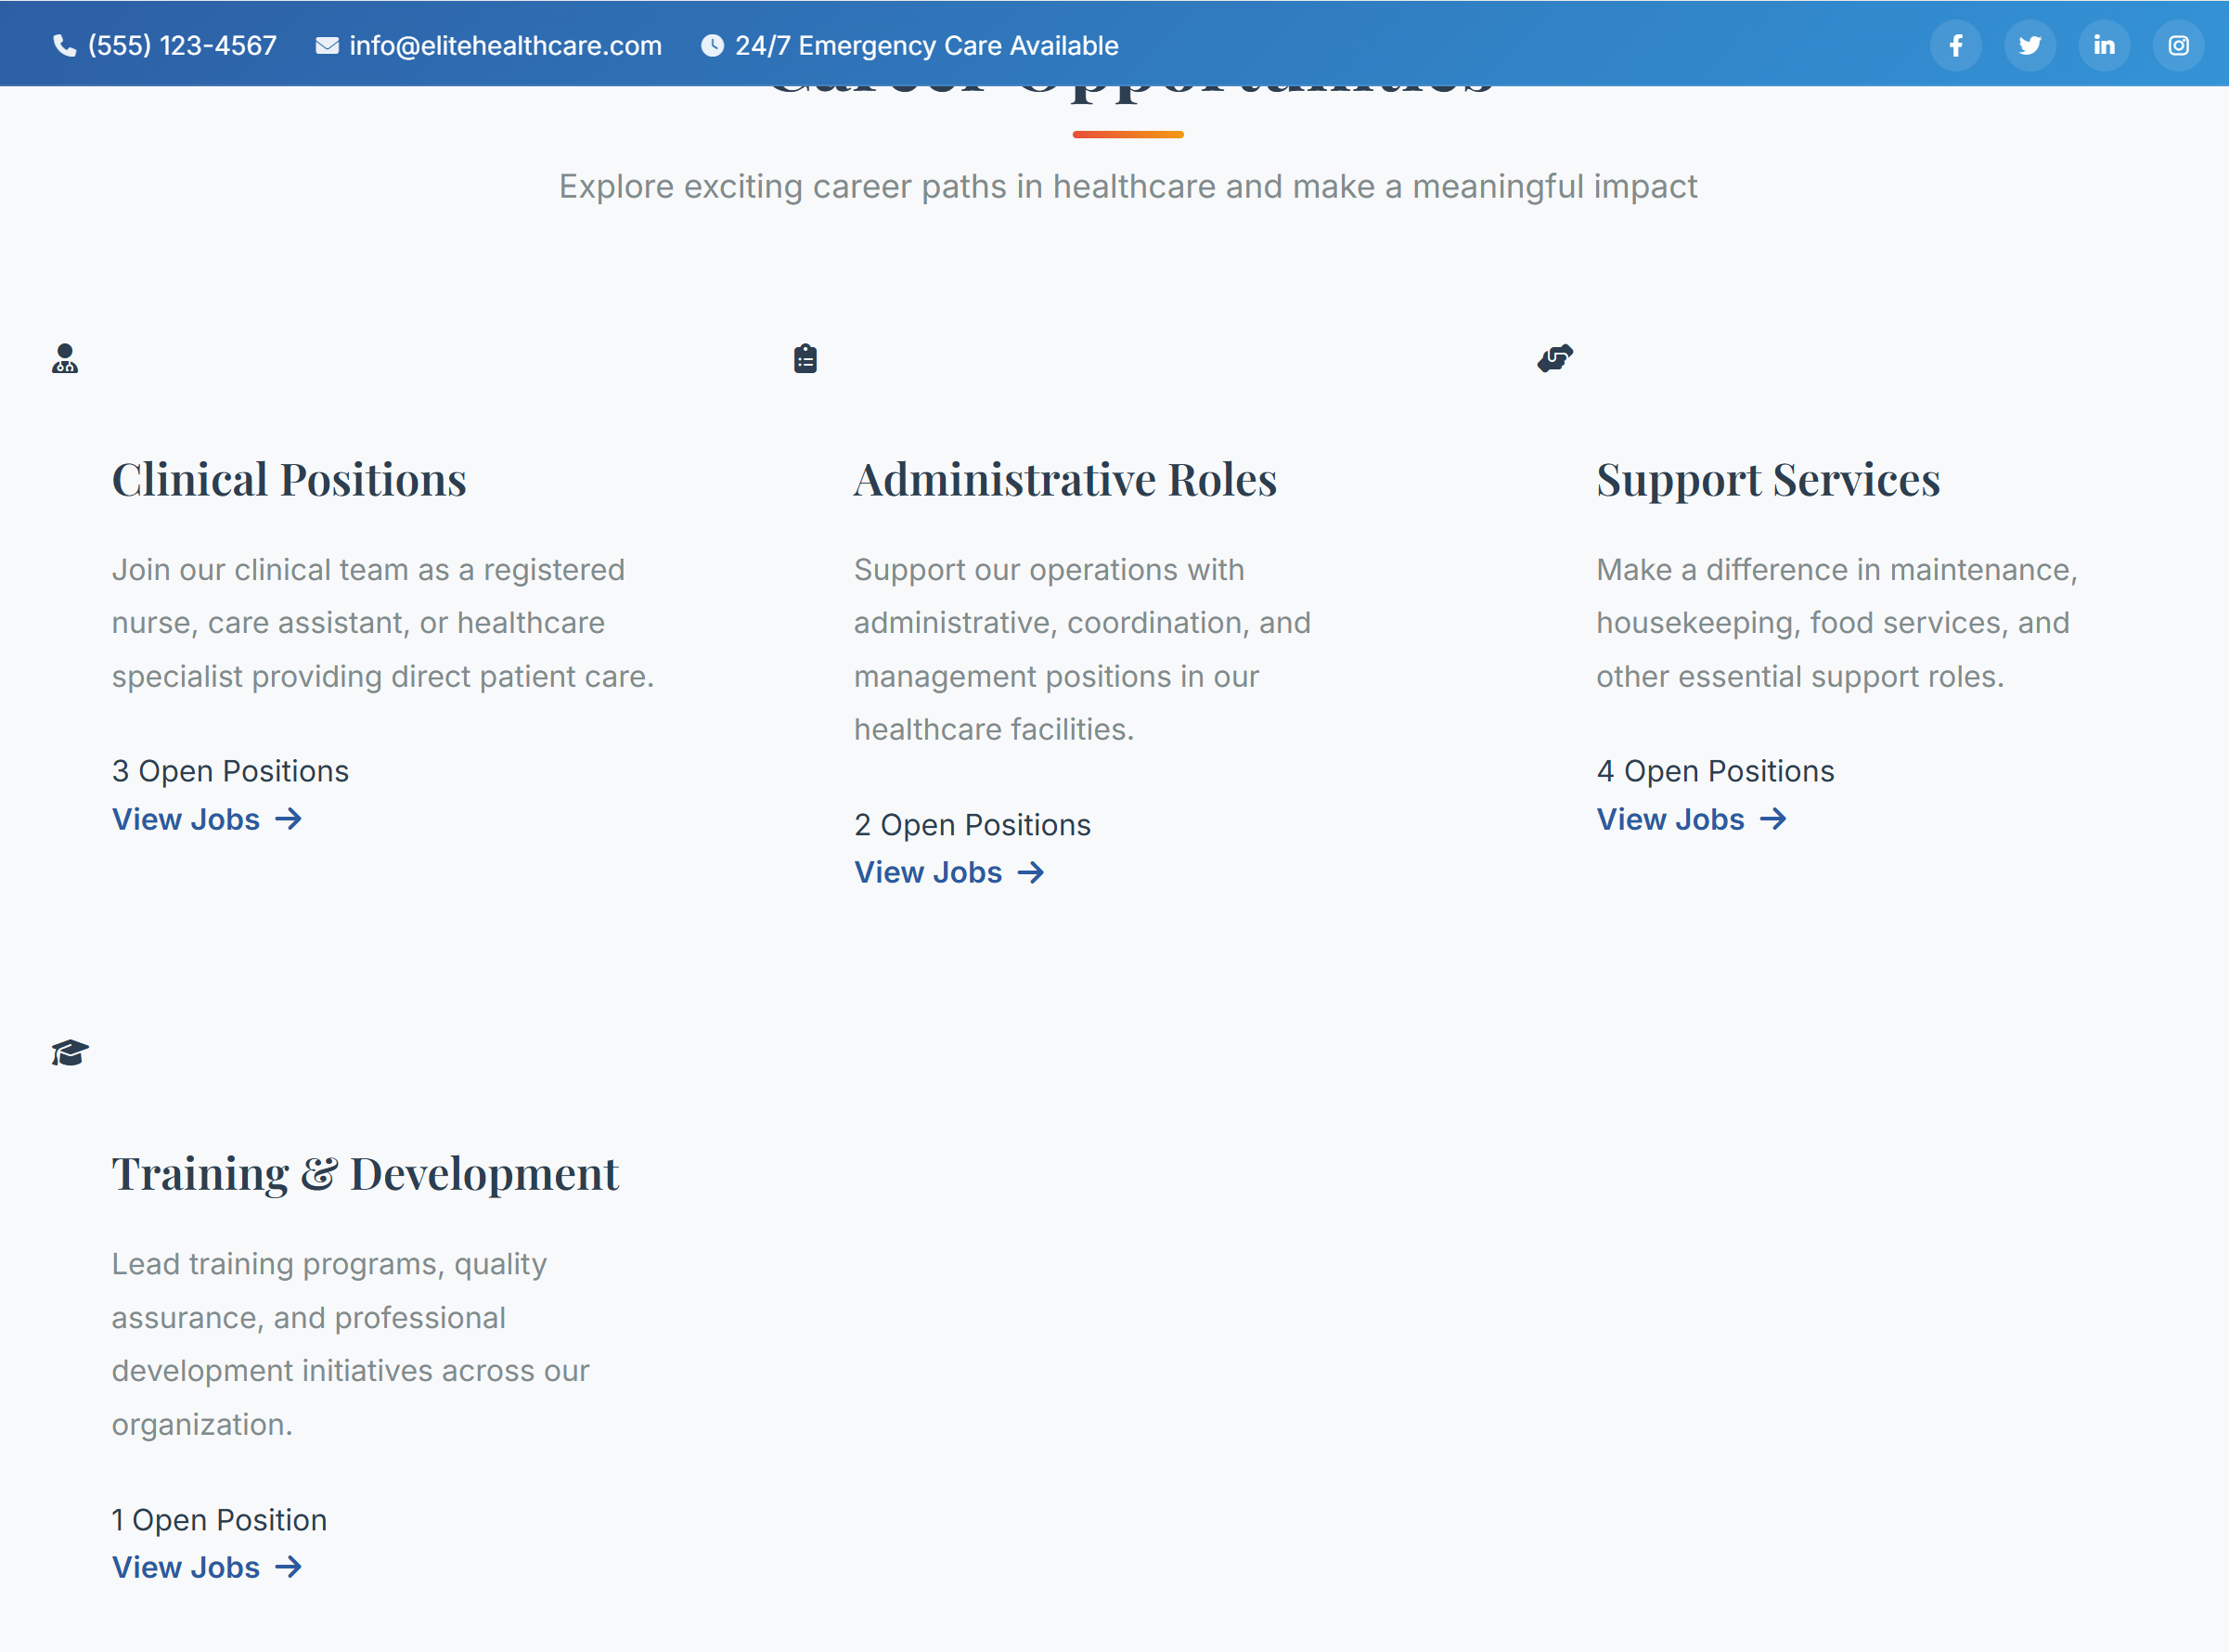 (555) 123-4567 info@elitehealthcare.com 24/7 Emergency Care Available
Career Opportunities
Explore exciting career paths in healthcare and make a meaningful impact
Clinical Positions
Join our clinical team as a registered
nurse, care assistant, or healthcare
specialist providing direct patient care.
3 Open Positions
View Jobs
Administrative Roles
Support our operations with
administrative, coordination, and
management positions in our
healthcare facilities.
2 Open Positions
View Jobs
Support Services
Make a difference in maintenance,
housekeeping, food services, and
other essential support roles.
4 Open Positions
View Jobs
Training & Development
Lead training programs, quality
assurance, and professional
development initiatives across our
organization.
1 Open Position
View Jobs